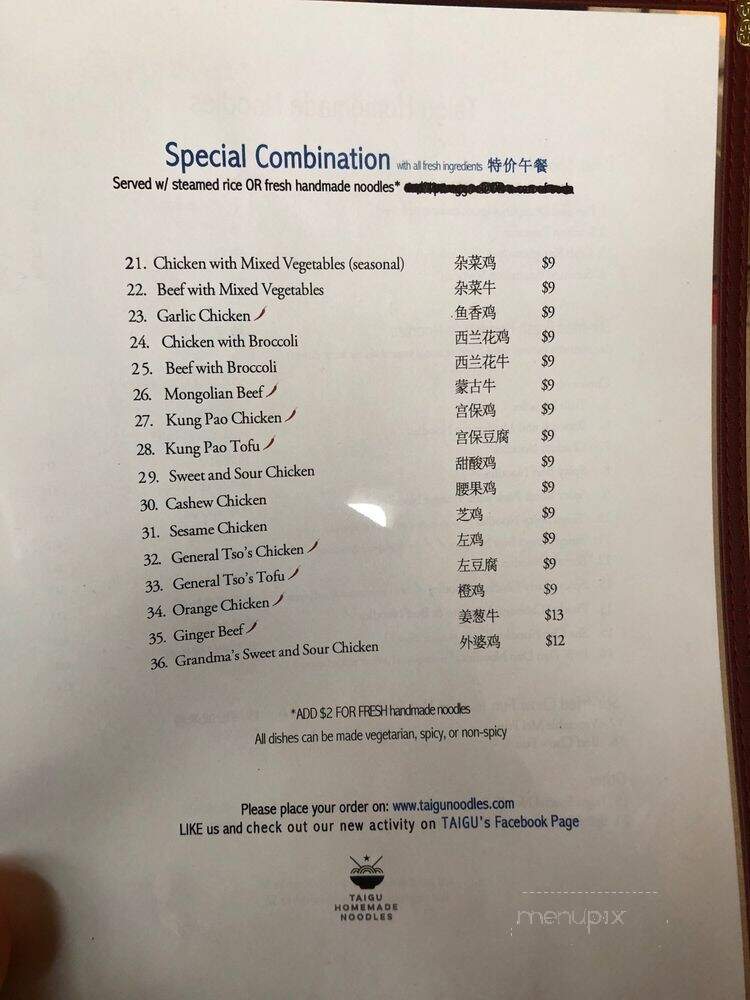 Special Combination with all fresh ingredients 特价午餐
Served w/ steamed rice OR fresh handmade noodles*
21. Chicken with Mixed Vegetables (seasonal) 杂菜鸡 $9
22. Beef with Mixed Vegetables 杂菜牛 $9
23. Garlic Chicken 鱼香鸡 $9
24. Chicken with Broccoli 西兰花鸡 $9
25. Beef with Broccoli 西兰花牛 $9
26. Mongolian Beef 蒙古牛 $9
27. Kung Pao Chicken 宫保鸡 $9
28. Kung Pao Tofu 宫保豆腐 $9
29. Sweet and Sour Chicken 甜酸鸡 $9
30. Cashew Chicken 腰果鸡 $9
31. Sesame Chicken 芝鸡 $9
32. General Tso's Chicken 左鸡 $9
33. General Tso's Tofu 左豆腐 $9
34. Orange Chicken 橙鸡 $9
35. Ginger Beef 姜葱牛 $13
36. Grandma's Sweet and Sour Chicken 外婆鸡 $12
*ADD $2 FOR FRESH handmade noodles
All dishes can be made vegetarian, spicy, or non-spicy
Please place your order on: www.taigunoodles.com
LIKE us and check out our new activity on TAIGU's Facebook Page
TAIGU
HOMEMADE
NOODLES
menupix